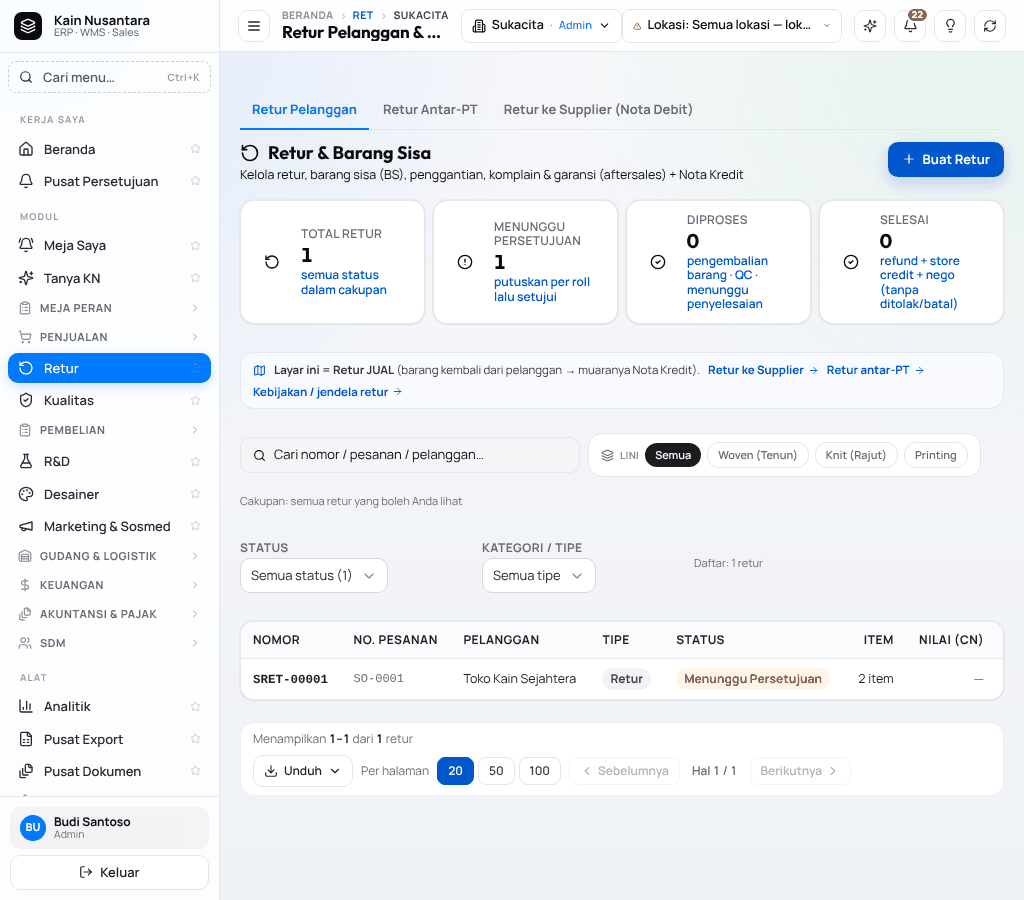 Kain Nusantara
ERP · WMS · Sales
Cari menu... Ctrl+K
KERJA SAYA
Beranda
Pusat Persetujuan
MODUL
Meja Saya
Tanya KN
MEJA PERAN
PENJUALAN
Retur
Kualitas
PEMBELIAN
R&D
Desainer
Marketing & Sosmed
GUDANG & LOGISTIK
KEUANGAN
AKUNTANSI & PAJAK
SDM
ALAT
Analitik
Pusat Export
Pusat Dokumen
BU
Budi Santoso
Admin
Keluar
BERANDA > RET > SUKACITA
Retur Pelanggan & ...
Sukacita · Admin
Lokasi: Semua lokasi — lok...
22
Retur Pelanggan Retur Antar-PT Retur ke Supplier (Nota Debit)
Retur & Barang Sisa
Kelola retur, barang sisa (BS), penggantian, komplain & garansi (aftersales) + Nota Kredit
+ Buat Retur
TOTAL RETUR
1
semua status
dalam cakupan
MENUNGGU
PERSETUJUAN
1
putuskan per roll
lalu setujui
DIPROSES
0
pengembalian
barang · QC ·
menunggu
penyelesaian
SELESAI
0
refund + store
credit + nego
(tanpa
ditolak/batal)
Layar ini = Retur JUAL (barang kembali dari pelanggan → muaranya Nota Kredit). Retur ke Supplier → Retur antar-PT →
Kebijakan / jendela retur →
Cari nomor / pesanan / pelanggan...
LINI Semua Woven (Tenun) Knit (Rajut) Printing
Cakupan: semua retur yang boleh Anda lihat
STATUS
Semua status (1)
KATEGORI / TIPE
Semua tipe
Daftar: 1 retur
NOMOR NO. PESANAN PELANGGAN TIPE STATUS ITEM NILAI (CN)
SRET-00001 SO-0001 Toko Kain Sejahtera Retur Menunggu Persetujuan 2 item —
Menampilkan 1–1 dari 1 retur
Unduh Per halaman 20 50 100 Sebelumnya Hal 1 / 1 Berikutnya